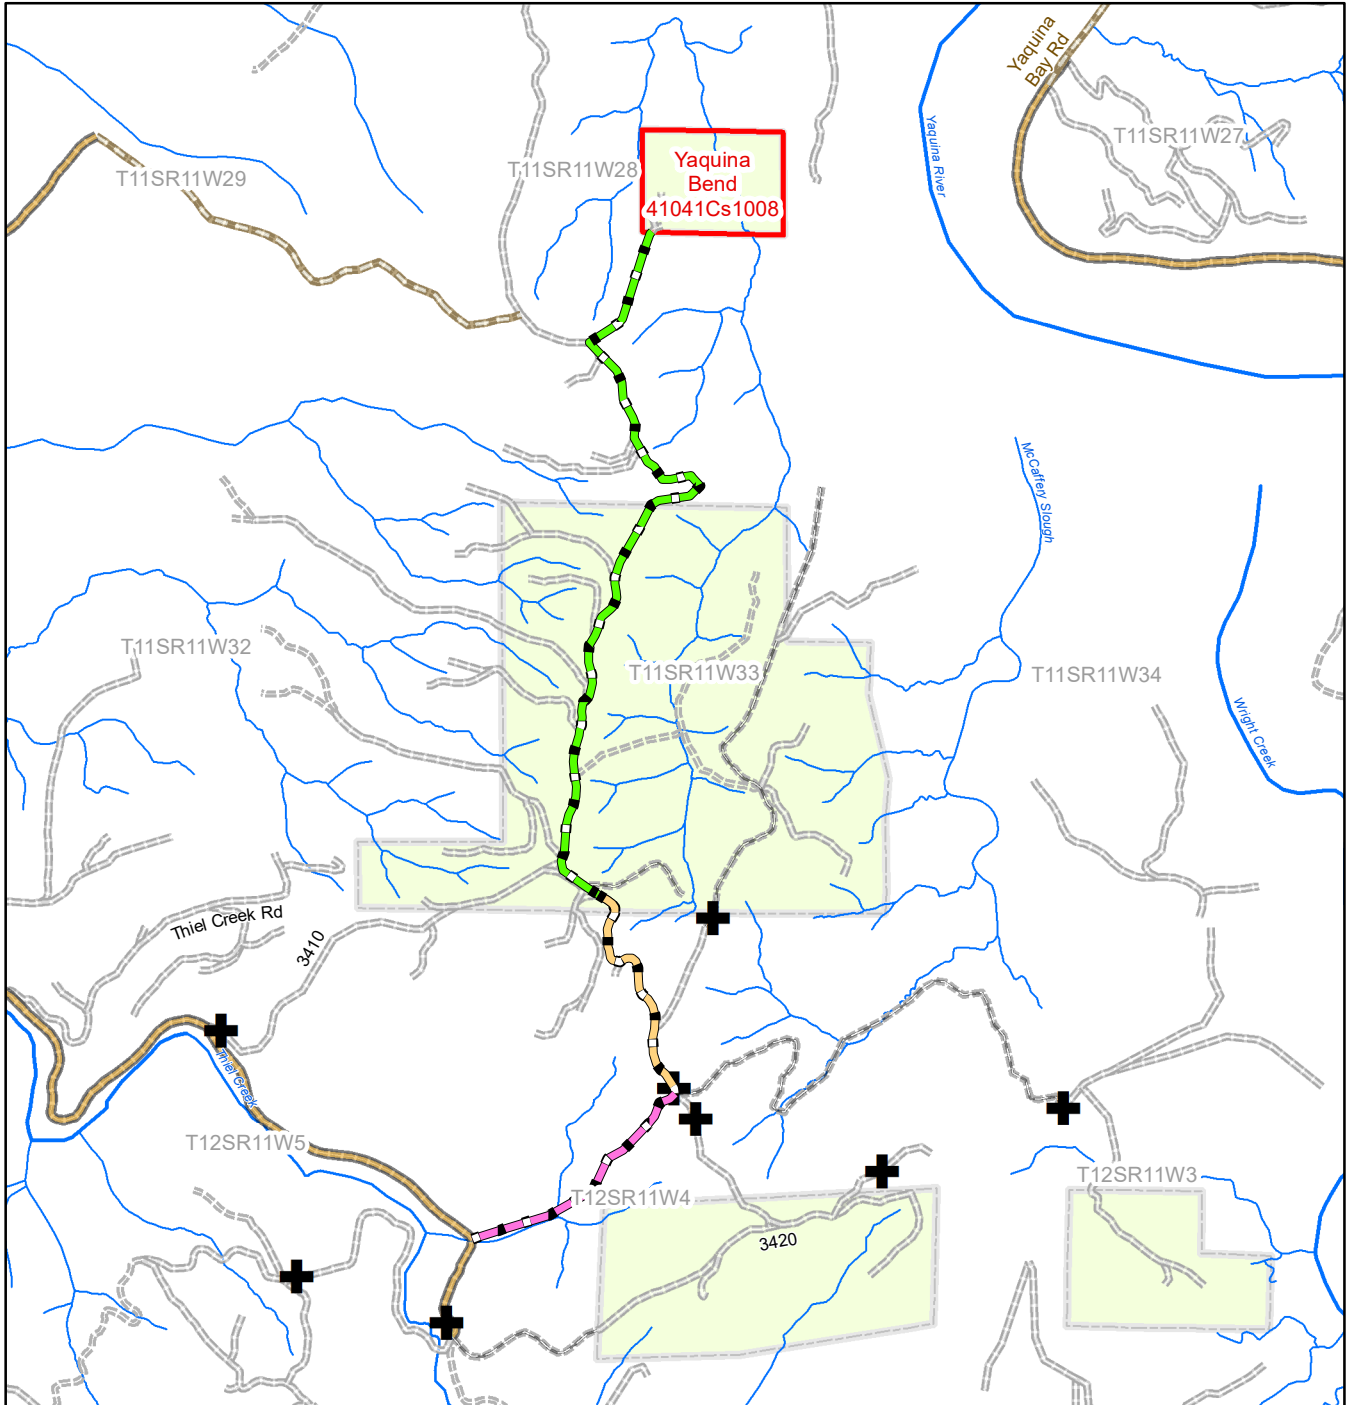 Yaquina
Bay Rd
T11SR11W27
Yaquina River
T11SR11W28
T11SR11W29
Yaquina
Bend
41041Cs1008
McCaffery Slough
T11SR11W32
T11SR11W33
T11SR11W34
Wright Creek
Thiel Creek Rd
3410
Thiel Creek
T12SR11W5
T12SR11W4
T12SR11W3
3420